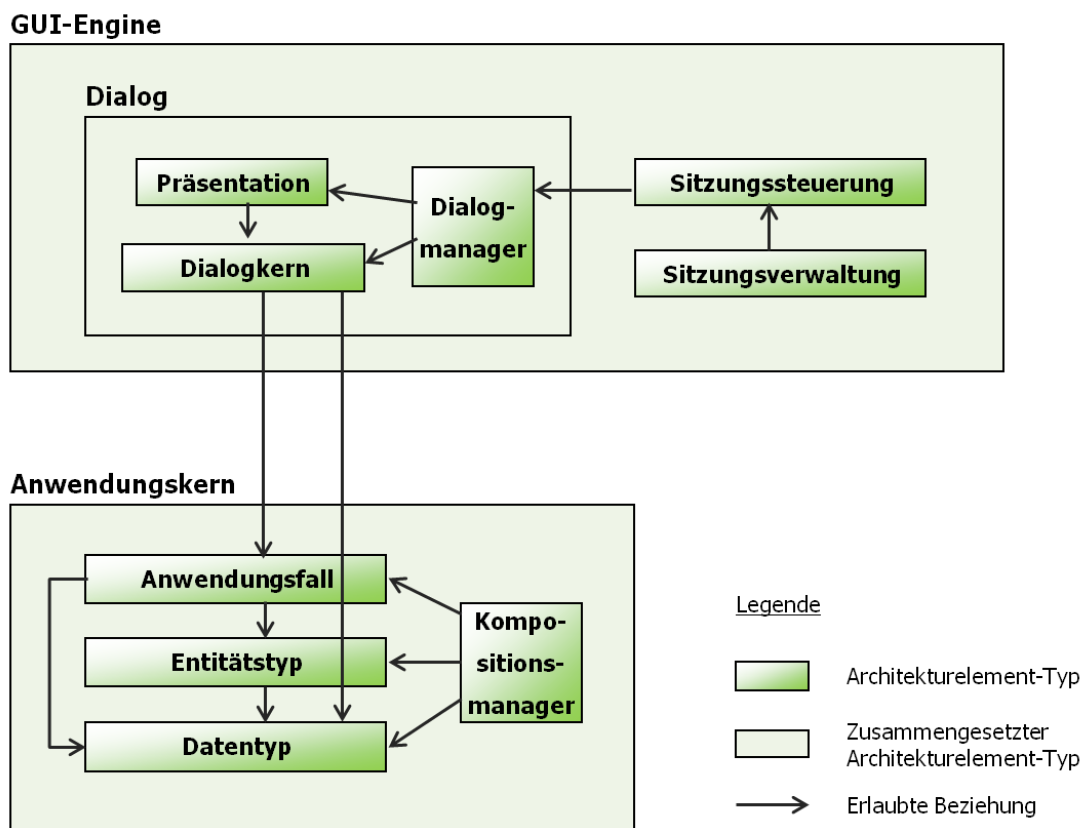 GUI-Engine
Dialog
Präsentation
Dialog-
manager
Sitzungssteuerung
Dialogkern
Sitzungsverwaltung
Anwendungskern
Anwendungsfall
Entitätstyp
Datentyp
Kompo-
sitions-
manager
Legende
Architekturelement-Typ
Zusammengesetzter
Architekturelement-Typ
Erlaubte Beziehung